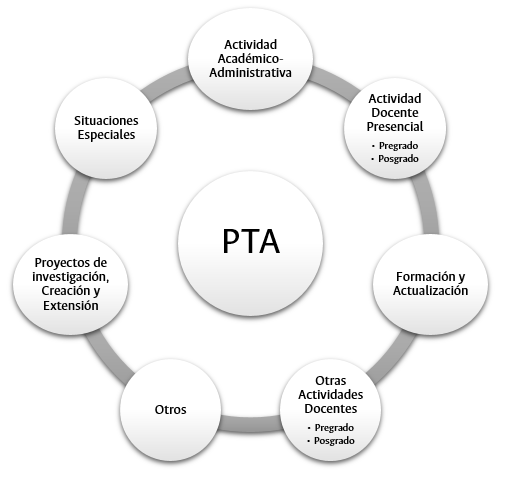 Actividad
Académico-
Administrativa
Actividad
Docente
Presencial
• Pregrado
• Posgrado
Formación y
Actualización
Otras
Actividades
Docentes
• Pregrado
• Posgrado
Otros
Proyectos de
investigación,
Creación y
Extensión
Situaciones
Especiales
PTA